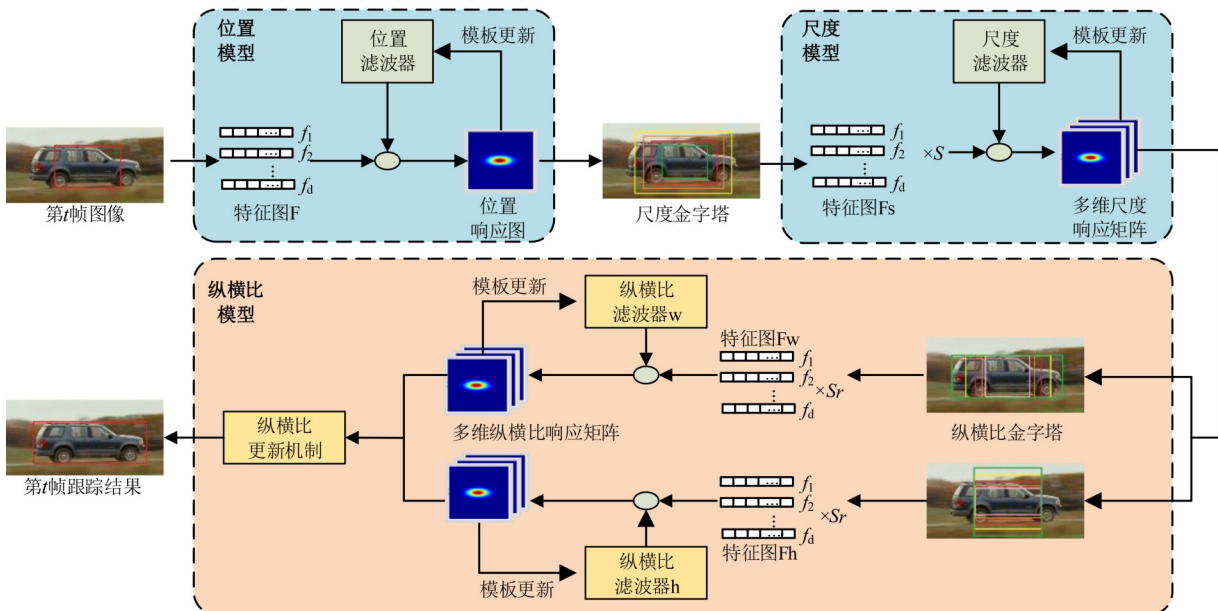 位置
模型
位置
滤波器
模板更新
f₁
f₂
...
fd
特征图F
位置
响应图
第t帧图像
尺度金字塔
尺度
模型
尺度
滤波器
模板更新
f₁
f₂
...
fd
×S
特征图Fs
多维尺度
响应矩阵
纵横比
模型
模板更新
纵横比
滤波器w
特征图Fw
f₁
f₂
...
fd
×Sr
纵横比金字塔
多维纵横比响应矩阵
纵横比
更新机制
第t帧跟踪结果
f₁
f₂
...
fd
×Sr
特征图Fh
模板更新
纵横比
滤波器h